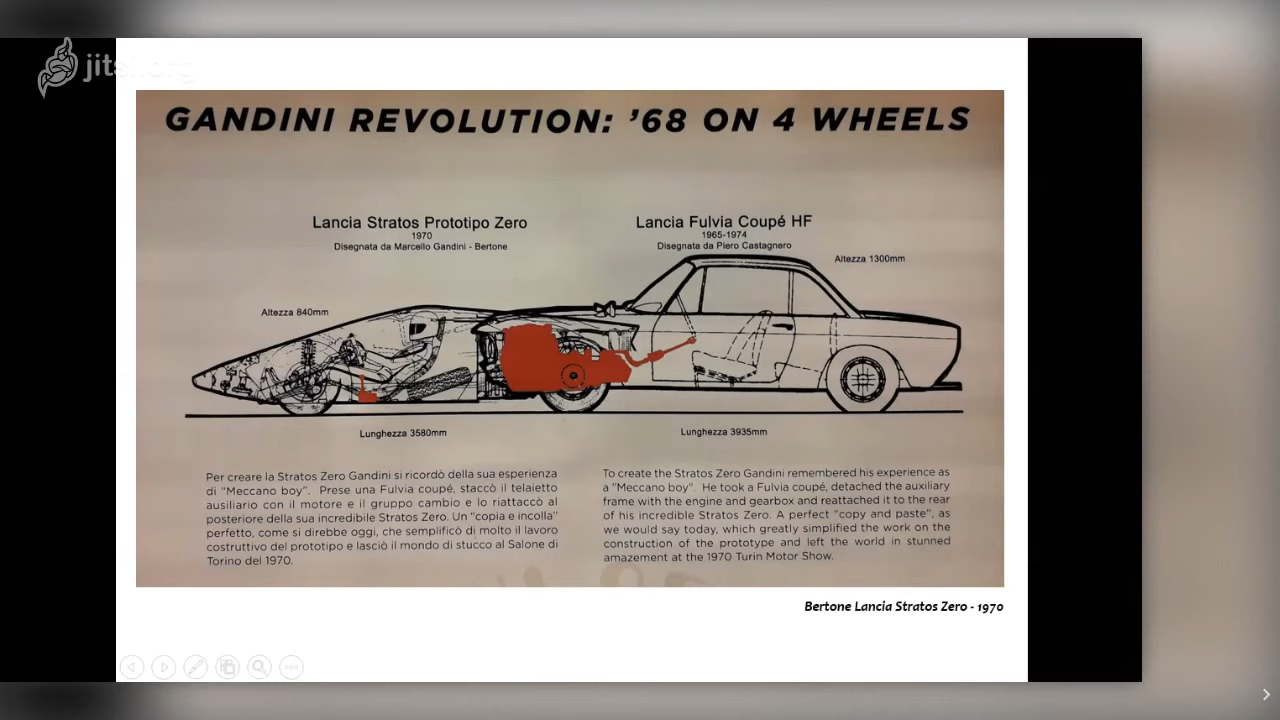 jitsi.org
GANDINI REVOLUTION: ’68 ON 4 WHEELS
Lancia Stratos Prototipo Zero
1970
Disegnata da Marcello Gandini - Bertone
Lancia Fulvia Coupé HF
1965-1974
Disegnata da Piero Castagnero
Altezza 1300mm
Altezza 840mm
Lunghezza 3580mm
Lunghezza 3935mm
Per creare la Stratos Zero Gandini si ricordò della sua esperienza
di “Meccano boy”. Prese una Fulvia coupé, staccò il telaietto
ausiliario con il motore e il gruppo cambio e lo riattaccò al
posteriore della sua incredibile Stratos Zero. Un “copia e incolla”
perfetto, come si direbbe oggi, che semplificò di molto il lavoro
costruttivo del prototipo e lasciò il mondo di stucco al Salone di
Torino del 1970.
To create the Stratos Zero Gandini remembered his experience as
a "Meccano boy". He took a Fulvia coupé, detached the auxiliary
frame with the engine and gearbox and reattached it to the rear
of his incredible Stratos Zero. A perfect "copy and paste", as
we would say today, which greatly simplified the work on the
construction of the prototype and left the world in stunned
amazement at the 1970 Turin Motor Show.
Bertone Lancia Stratos Zero - 1970